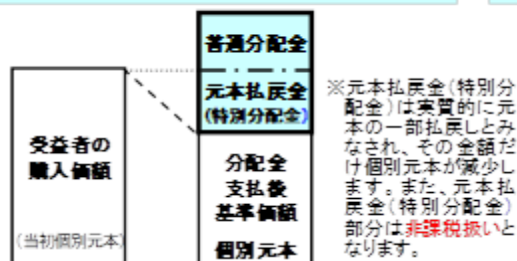 普通分配金
元本払戻金
(特別分配金)
受益者の
購入価額
(当初個別元本)
分配金
支払後
基準価額
個別元本
※元本払戻金(特別分
配金)は実質的に元
本の一部払戻しとみ
なされ、その金額だ
け個別元本が減少し
ます。また、元本払
戻金(特別分配金)
部分は非課税扱いと
なります。